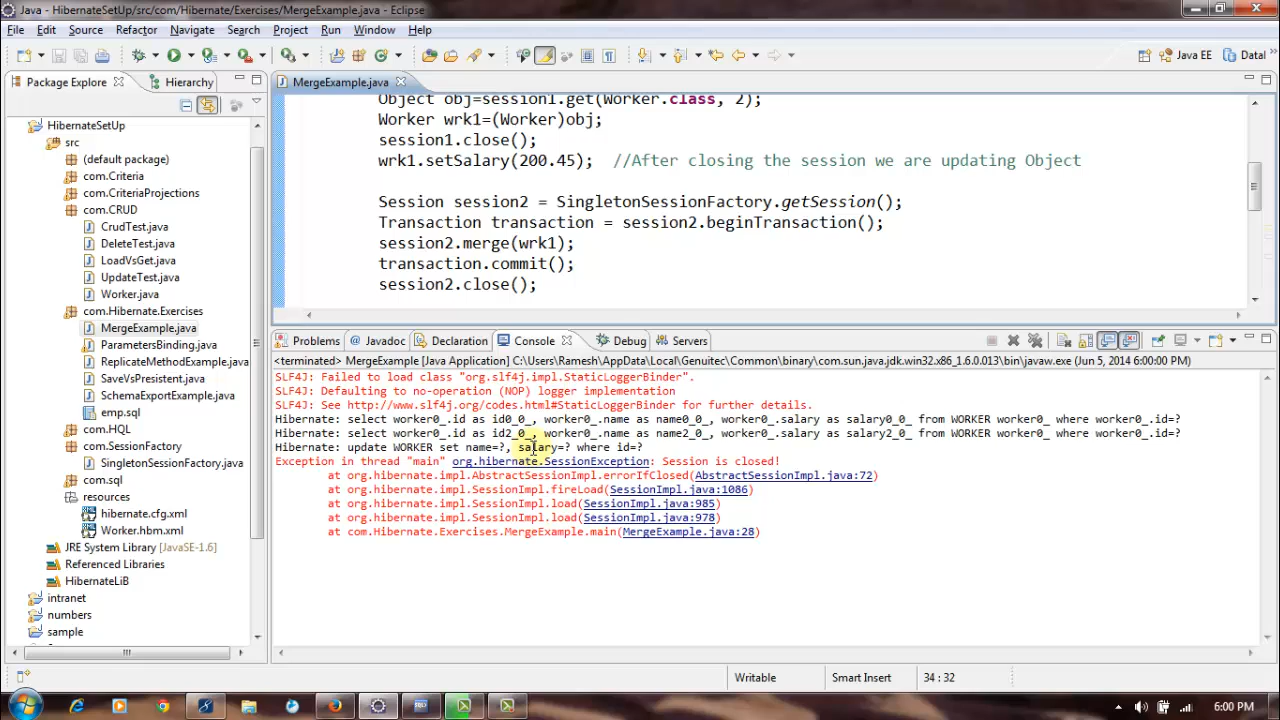 Java - HibernateSetUp/src/com/Hibernate/Exercises/MergeExample.java - Eclipse
File Edit Source Refactor Navigate Search Project Run Window Help
Java EE Datal
Package Explorer Hierarchy
HibernateSetUp
src
(default package)
com.Criteria
com.CriteriaProjections
com.CRUD
CrudTest.java
DeleteTest.java
LoadVsGet.java
UpdateTest.java
Worker.java
com.Hibernate.Exercises
MergeExample.java
ParametersBinding.java
ReplicateMethodExample.java
SaveVsPresistent.java
SchemaExportExample.java
emp.sql
com.HQL
com.SessionFactory
SingletonSessionFactory.java
com.sql
resources
hibernate.cfg.xml
Worker.hbm.xml
JRE System Library [JavaSE-1.6]
Referenced Libraries
HibernateLiB
intranet
numbers
sample
MergeExample.java
Object obj=session1.get(Worker.class, 2);
Worker wrk1=(Worker)obj;
session1.close();
wrk1.setSalary(200.45); //After closing the session we are updating Object
Session session2 = SingletonSessionFactory.getSession();
Transaction transaction = session2.beginTransaction();
session2.merge(wrk1);
transaction.commit();
session2.close();
Problems @ Javadoc Declaration Console Debug Servers
<terminated> MergeExample [Java Application] C:\Users\Ramesh\AppData\Local\Genuitec\Common\binary\com.sun.java.jdk.win32.x86_1.6.0.013\bin\javaw.exe (Jun 5, 2014 6:00:00 PM)
SLF4J: Failed to load class "org.slf4j.impl.StaticLoggerBinder".
SLF4J: Defaulting to no-operation (NOP) logger implementation
SLF4J: See http://www.slf4j.org/codes.html#StaticLoggerBinder for further details.
Hibernate: select worker0_.id as id0_0_, worker0_.name as name0_0_, worker0_.salary as salary0_0_ from WORKER worker0_ where worker0_.id=?
Hibernate: select worker0_.id as id2_0_, worker0_.name as name2_0_, worker0_.salary as salary2_0_ from WORKER worker0_ where worker0_.id=?
Hibernate: update WORKER set name=?, salary=? where id=?
Exception in thread "main" org.hibernate.SessionException: Session is closed!
at org.hibernate.impl.AbstractSessionImpl.errorIfClosed(AbstractSessionImpl.java:72)
at org.hibernate.impl.SessionImpl.fireLoad(SessionImpl.java:1086)
at org.hibernate.impl.SessionImpl.load(SessionImpl.java:985)
at org.hibernate.impl.SessionImpl.load(SessionImpl.java:978)
at com.Hibernate.Exercises.MergeExample.main(MergeExample.java:28)
Writable Smart Insert 34 : 32
6:00 PM